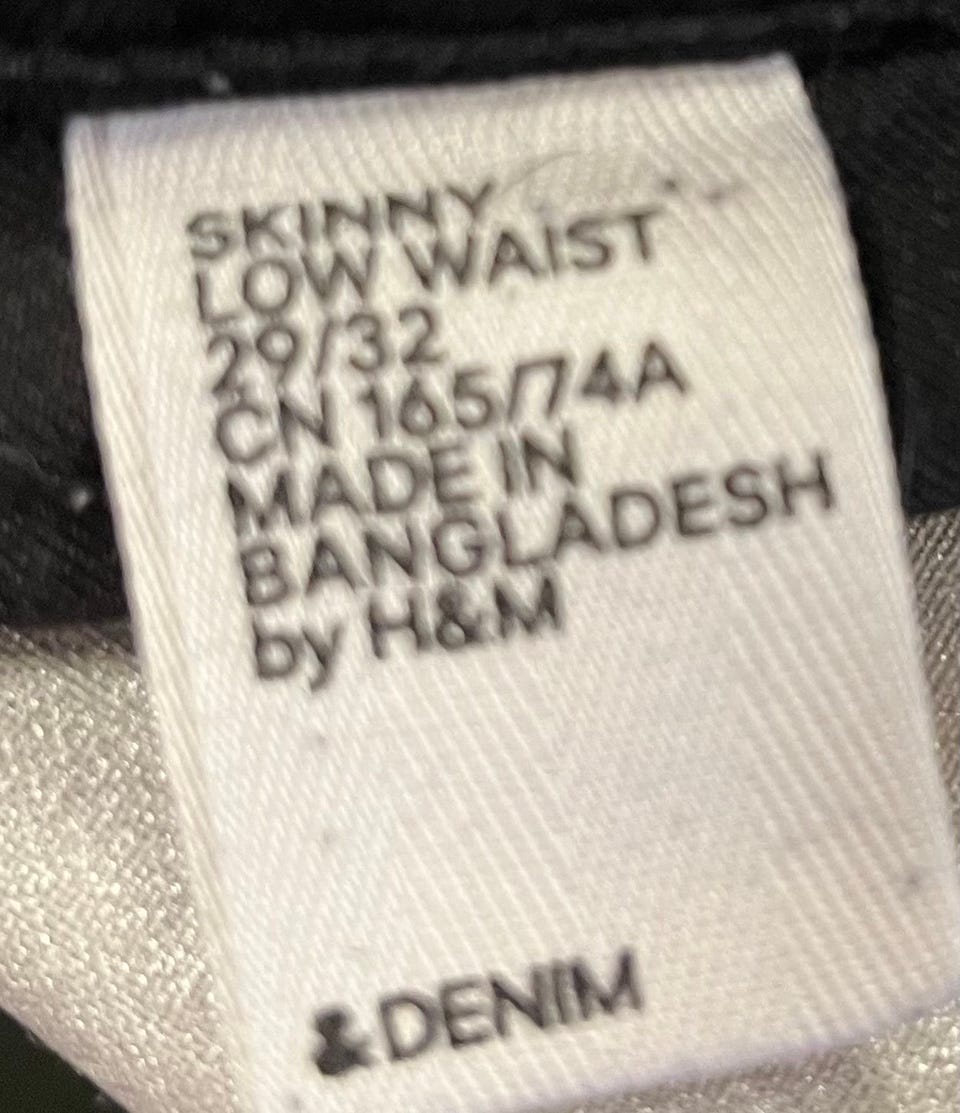 SKINNY
LOW WAIST
29/32
CN 165/74A
MADE IN
BANGLADESH
by H&M
&DENIM